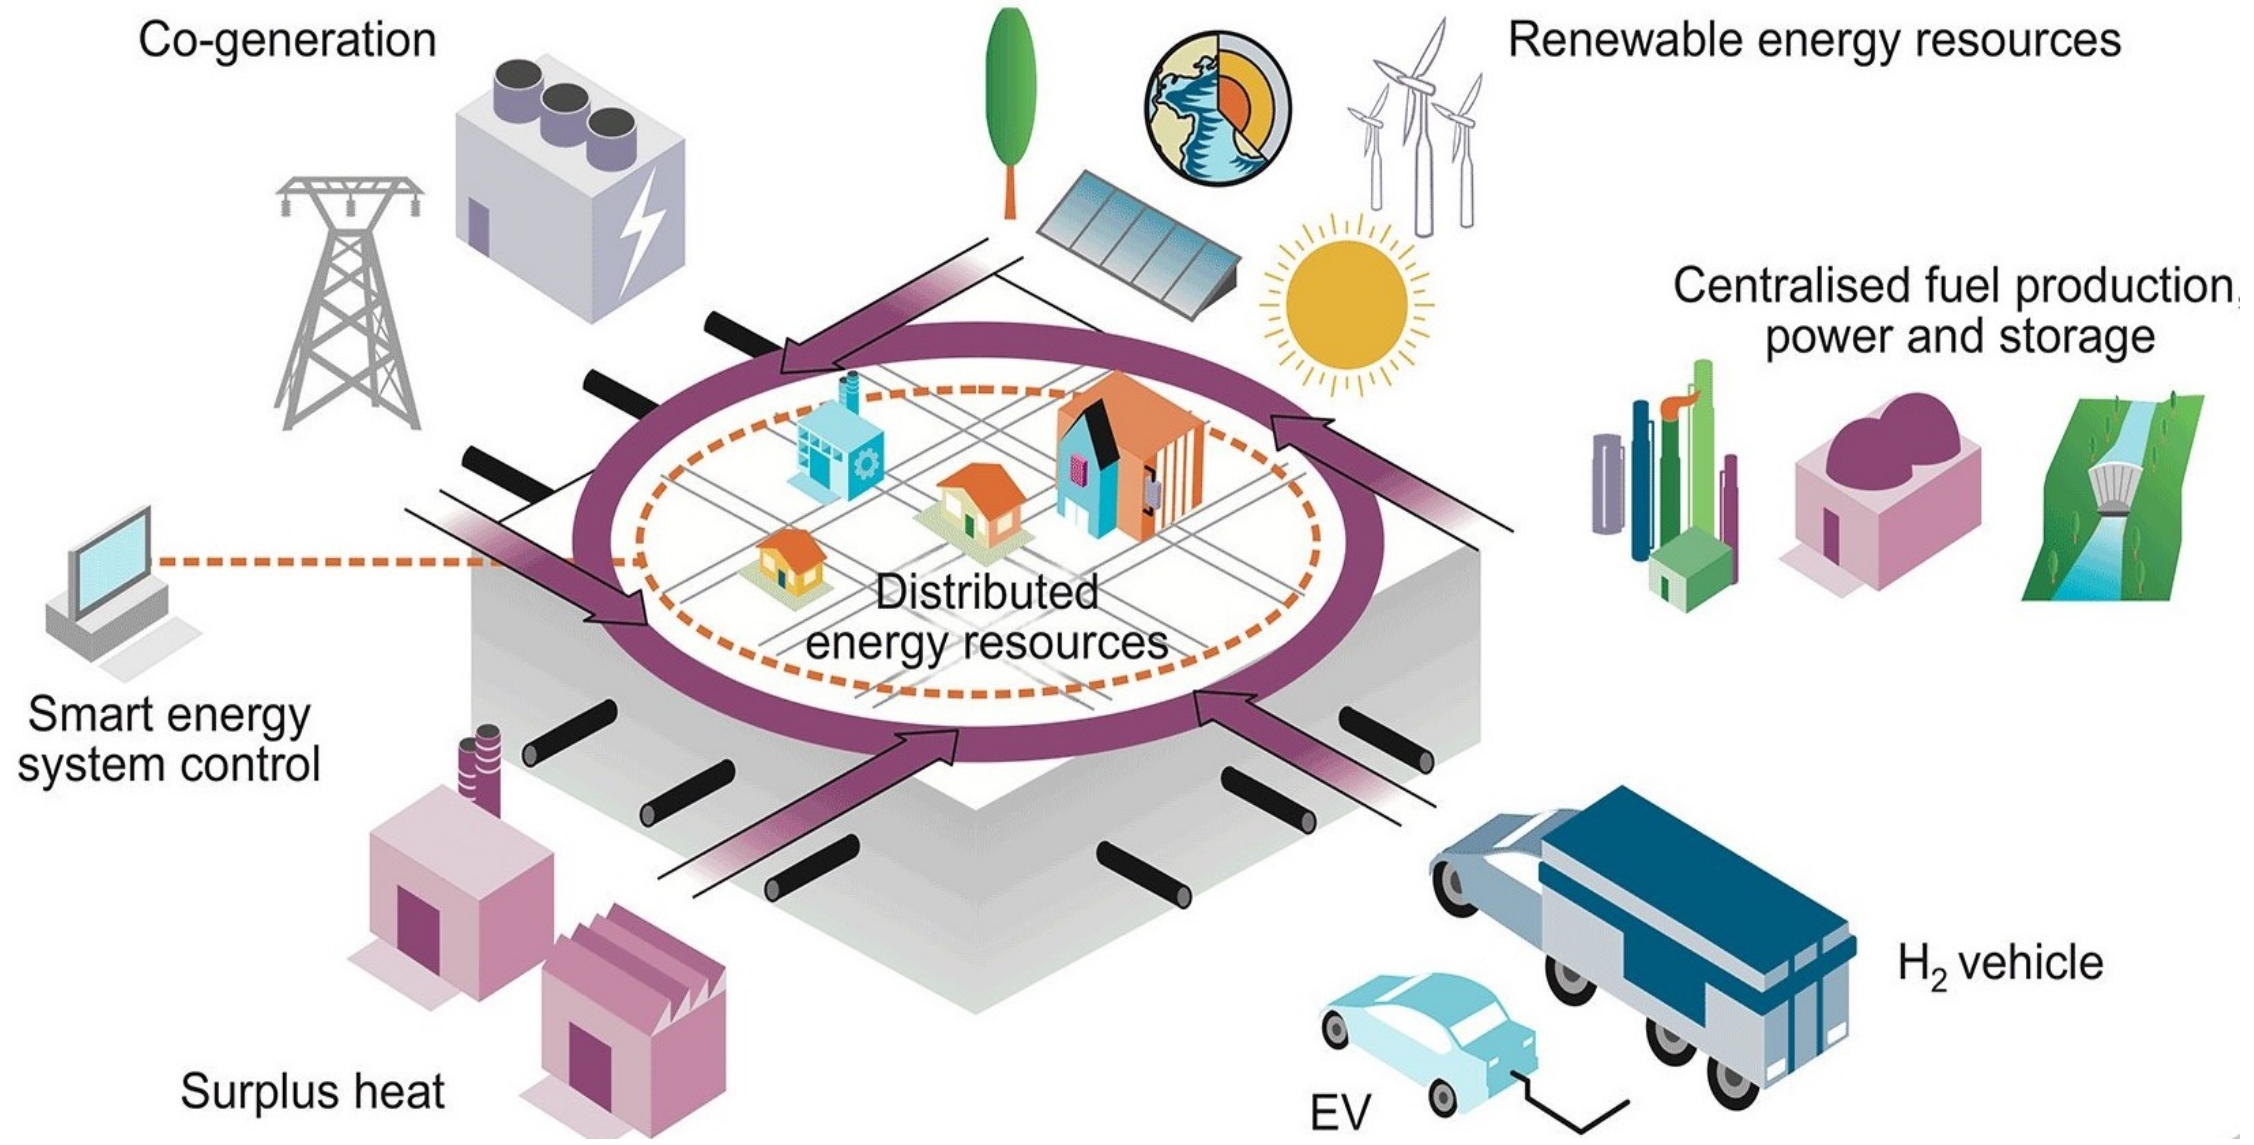 Co-generation
Renewable energy resources
Centralised fuel production,
power and storage
Distributed
energy resources
Smart energy
system control
H₂ vehicle
Surplus heat
EV